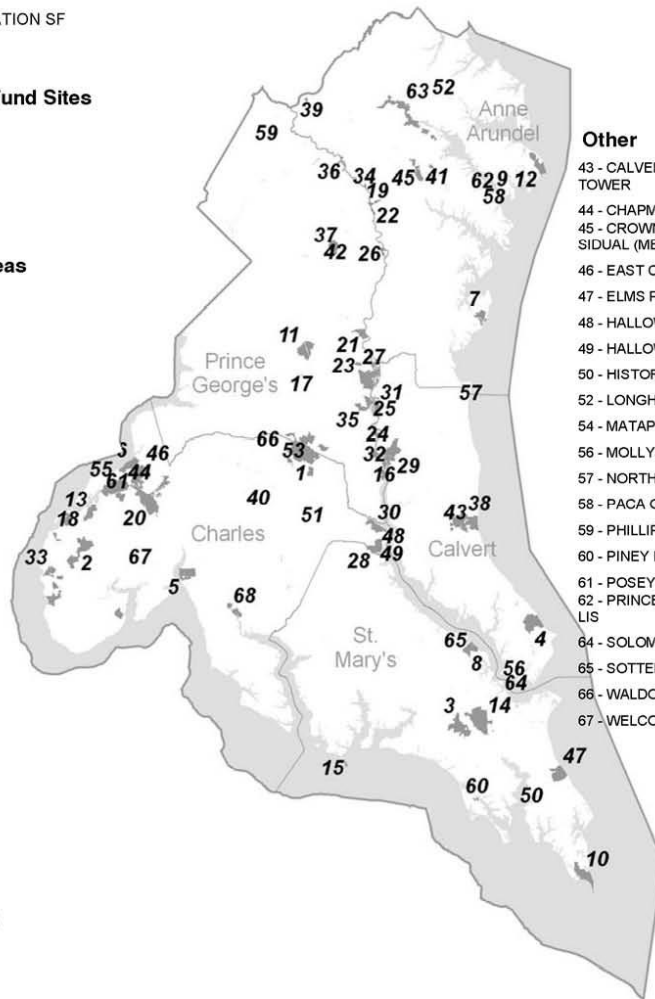 ATION SF
und Sites
eas
63 52
39
Anne
Arundel
59
36
34
45
41
62 9 12
19
58
22
37
42
26
7
11
21
27
Prince
George's
23
17
31
57
25
35
24
66
53
32
29
6
46
16
55
44
1
61
13
40
30
43 38
18
20
51
Charles
48
33
2
67
49
Calvert
28
5
68
St.
Mary's
65
4
8
56
64
3
14
47
15
60
50
10
Other
43 - CALVE
TOWER
44 - CHAPM
45 - CROWN
SIDUAL (ME
46 - EAST C
47 - ELMS P
48 - HALLOW
49 - HALLOW
50 - HISTOR
52 - LONGH
54 - MATAP
56 - MOLLY
57 - NORTH
58 - PACA
59 - PHILLIP
60 - PINEY
61 - POSEY
62 - PRINCE
LIS
64 - SOLOM
65 - SOTTE
66 - WALDO
67 - WELCO